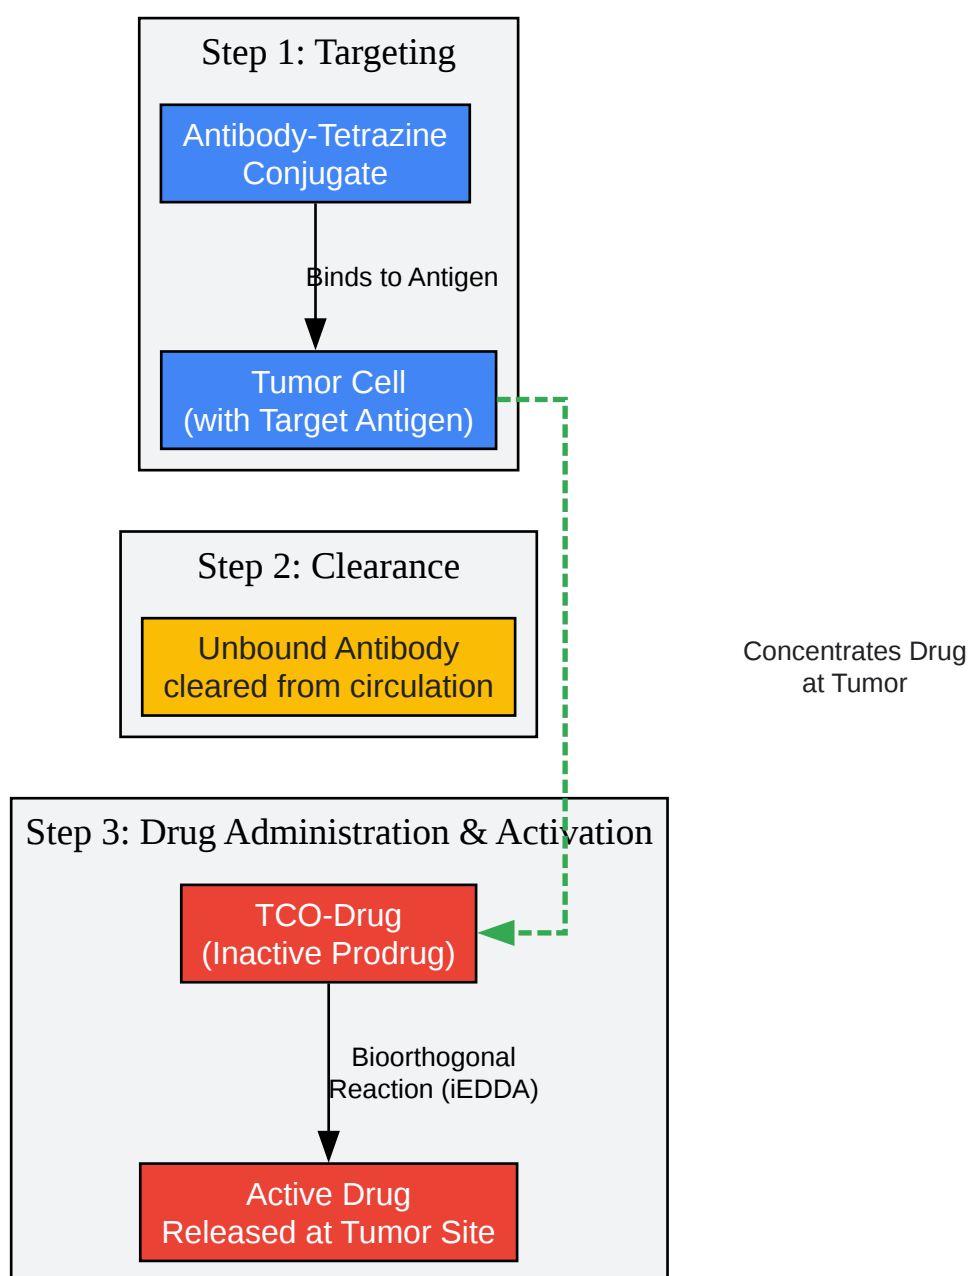 Step 1: Targeting
Antibody-Tetrazine
Conjugate
Binds to Antigen
Tumor Cell
(with Target Antigen)
Step 2: Clearance
Unbound Antibody
cleared from circulation
Concentrates Drug
at Tumor
Step 3: Drug Administration & Activation
TCO-Drug
(Inactive Prodrug)
Bioorthogonal
Reaction (iEDDA)
Active Drug
Released at Tumor Site